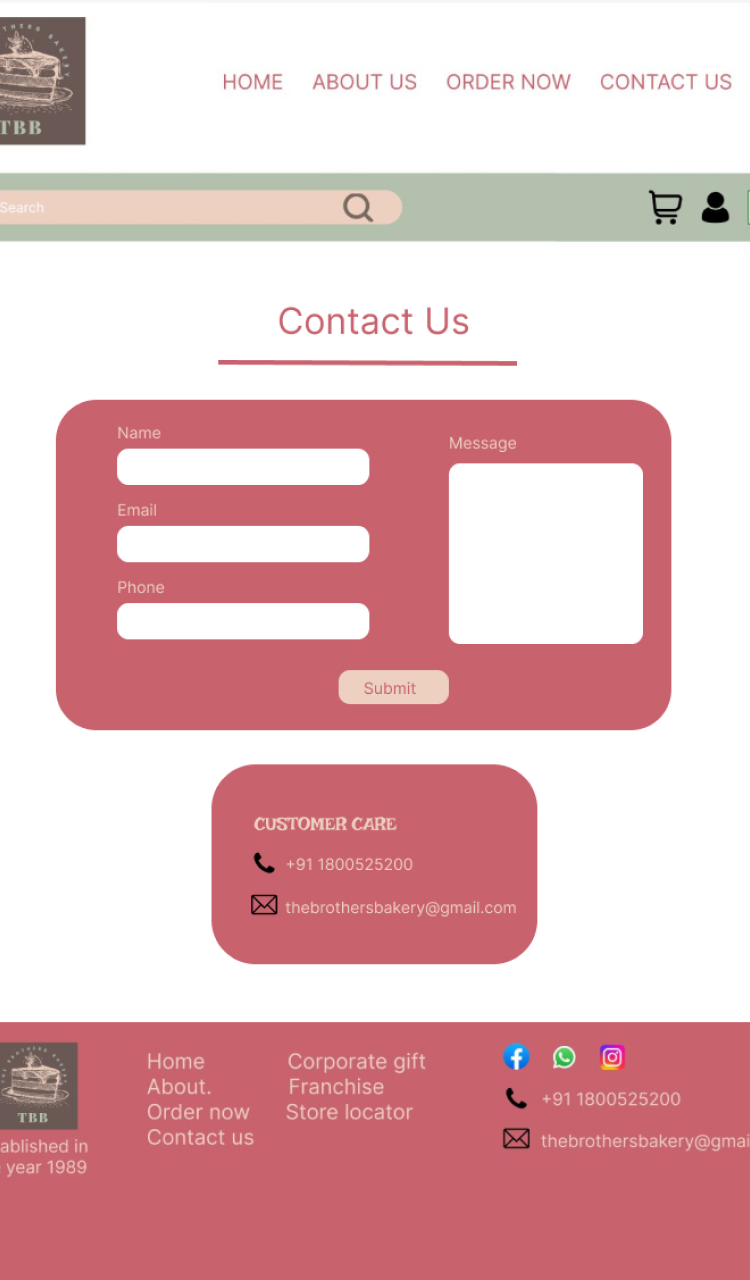 TBB
HOME ABOUT US ORDER NOW CONTACT US
Search
Contact Us
Name
Message
Email
Phone
Submit
CUSTOMER CARE
+91 1800525200
thebrothersbakery@gmail.com
TBB
ablished in
year 1989
Home
About.
Order now
Contact us
Corporate gift
Franchise
Store locator
+91 1800525200
thebrothersbakery@gmai